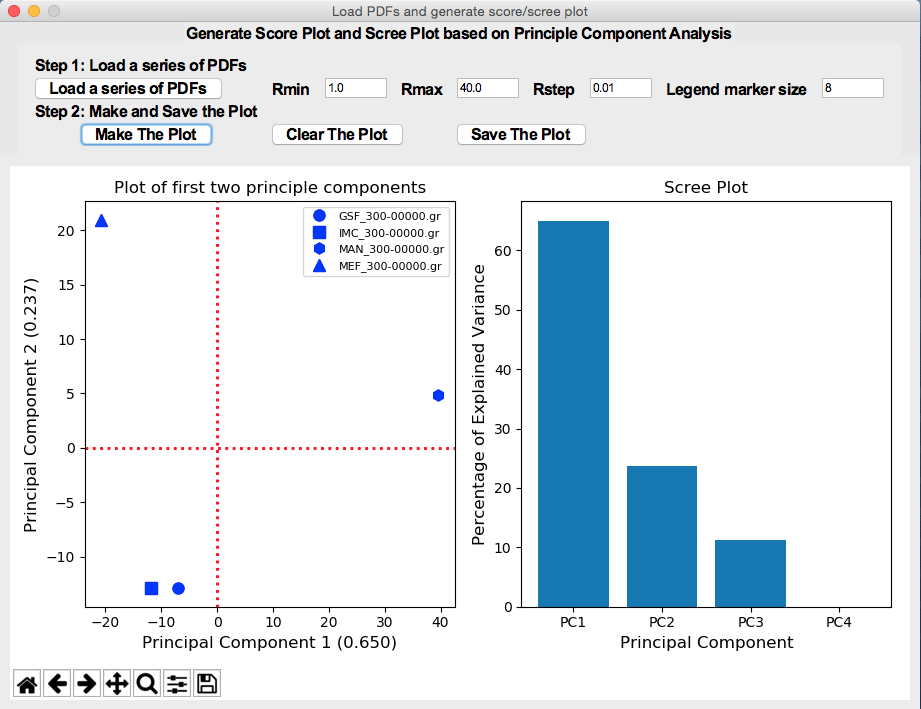 Load PDFs and generate score/scree plot
Generate Score Plot and Scree Plot based on Principle Component Analysis
Step 1: Load a series of PDFs
Load a series of PDFs Rmin 1.0 Rmax 40.0 Rstep 0.01 Legend marker size 8
Step 2: Make and Save the Plot
Make The Plot Clear The Plot Save The Plot
Plot of first two principle components
GSF_300-00000.gr
IMC_300-00000.gr
MAN_300-00000.gr
MEF_300-00000.gr
Principal Component 2 (0.237)
20
15
10
5
0
−5
−10
−20 −10 0 10 20 30 40
Principal Component 1 (0.650)
Scree Plot
Percentage of Explained Variance
60
50
40
30
20
10
0
PC1 PC2 PC3 PC4
Principal Component